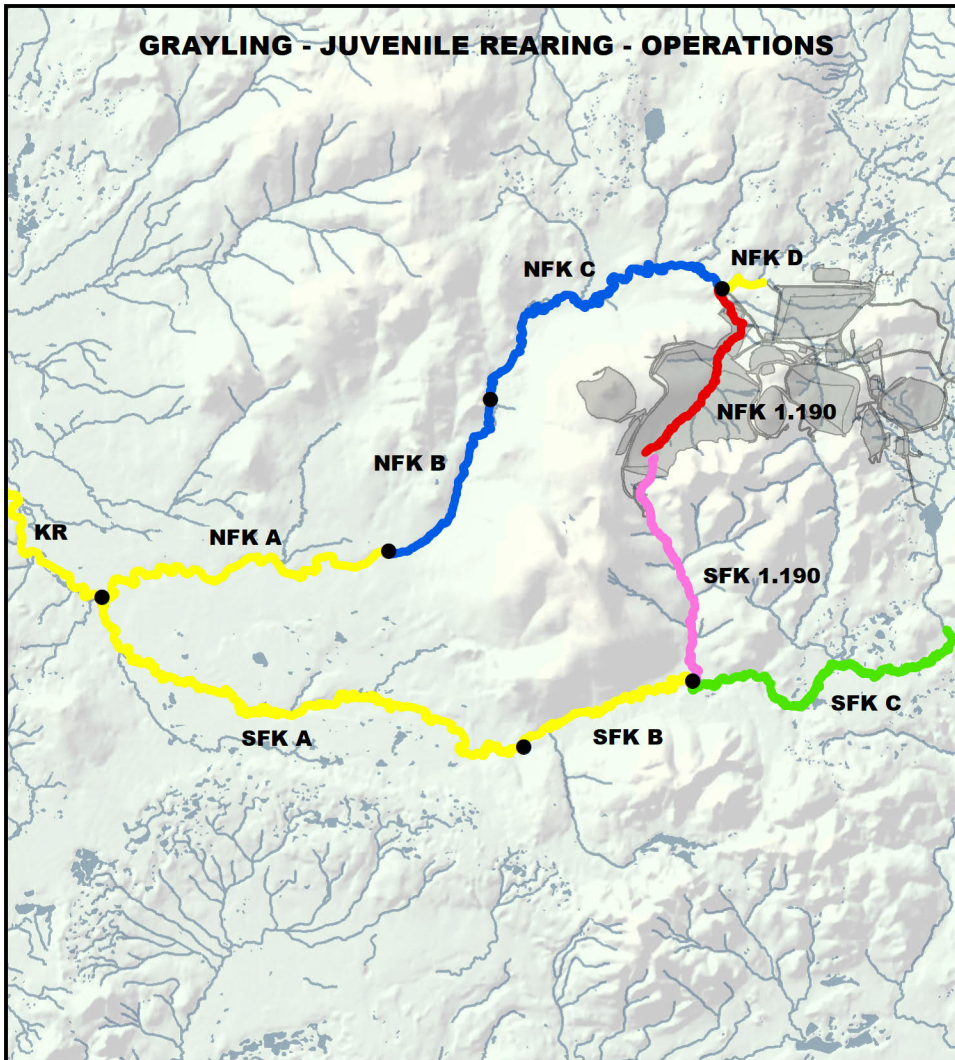 GRAYLING - JUVENILE REARING - OPERATIONS
NFK D
NFK C
NFK 1.190
NFK B
NFK A
KR
SFK 1.190
SFK C
SFK A
SFK B